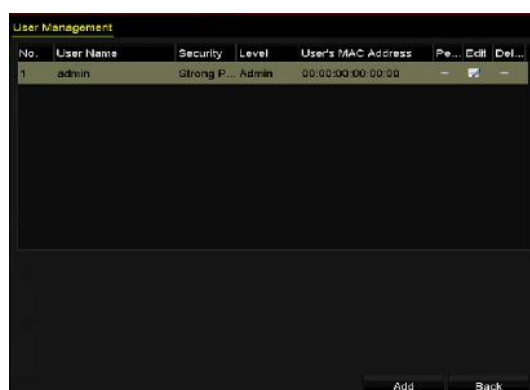 User Management
No. User Name Security Level User's MAC Address Pe... Edit Del...
1 admin Strong P... Admin 00:00:00:00:00:00 – –
Add Back